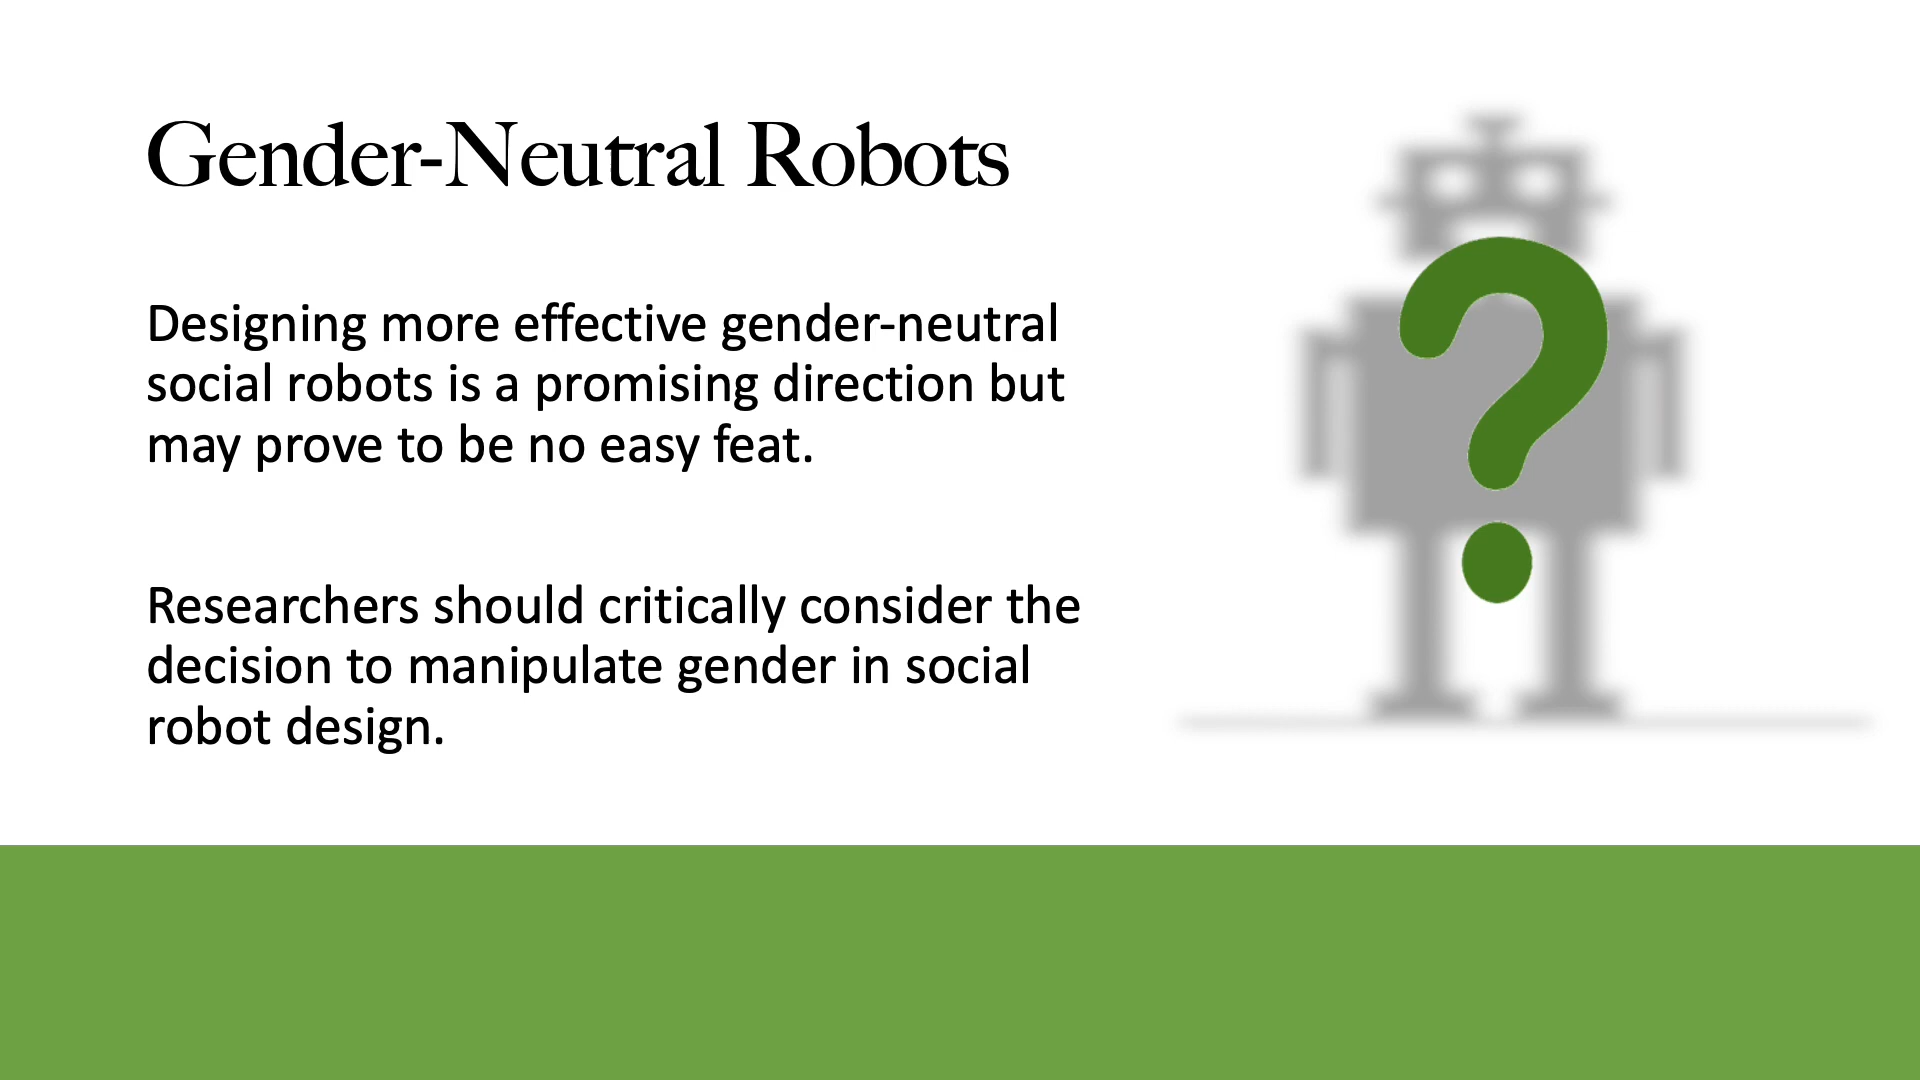 Gender-Neutral Robots
Designing more effective gender-neutral
social robots is a promising direction but
may prove to be no easy feat.
Researchers should critically consider the
decision to manipulate gender in social
robot design.
?